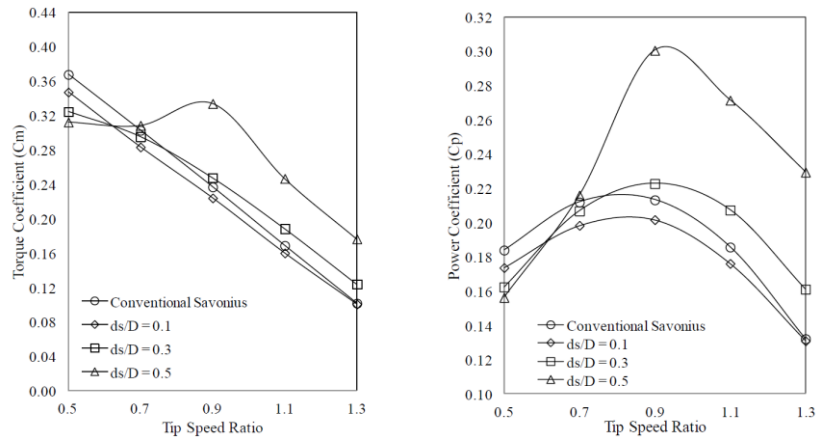 0.44
0.40
0.36
0.32
0.28
0.24
0.20
0.16
0.12
0.08
0.04
0.00
Torque Coefficient (Cm)
Conventional Savonius
ds/D = 0.1
ds/D = 0.3
ds/D = 0.5
0.5 0.7 0.9 1.1 1.3
Tip Speed Ratio
0.32
0.30
0.28
0.26
0.24
0.22
0.20
0.18
0.16
0.14
0.12
0.10
Power Coefficient (Cp)
Conventional Savonius
ds/D = 0.1
ds/D = 0.3
ds/D = 0.5
0.5 0.7 0.9 1.1 1.3
Tip Speed Ratio